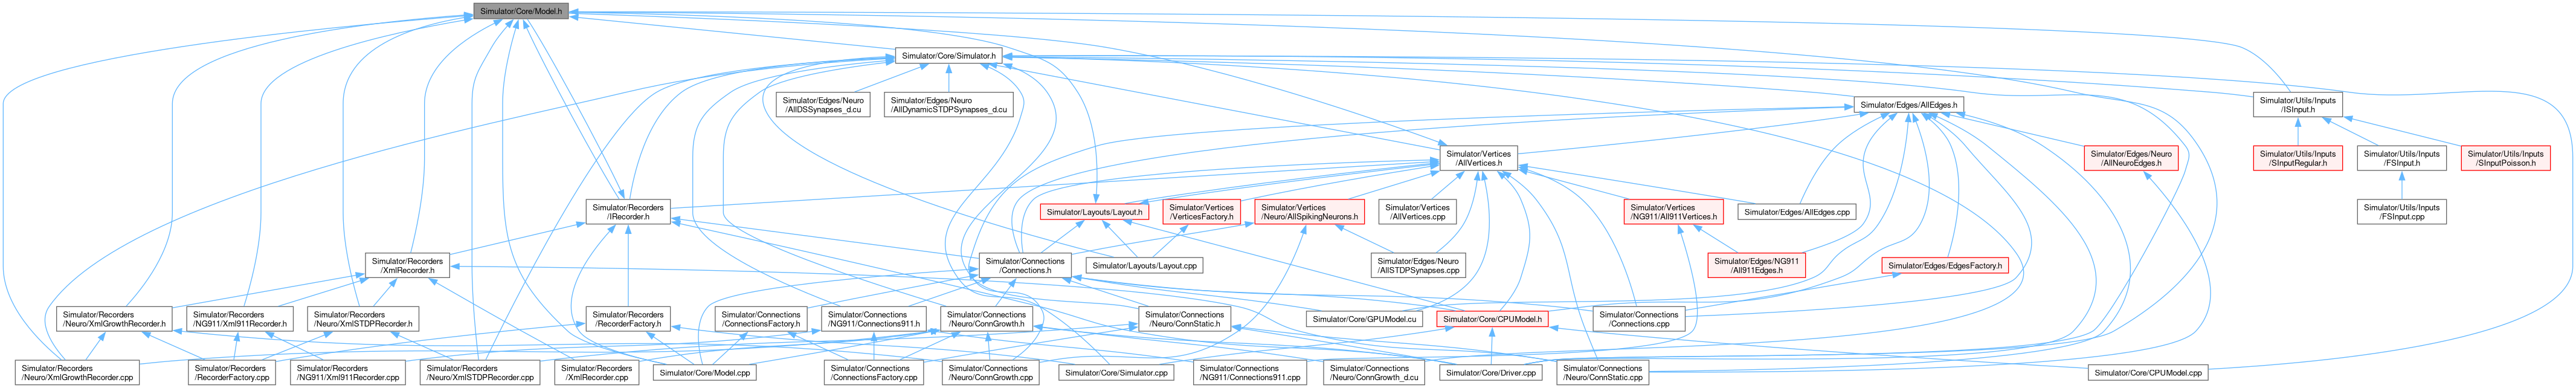 Simulator/Core/Model.h
Simulator/Core/Simulator.h
Simulator/Edges/Neuro
/AllDSSynapses_d.cu
Simulator/Edges/Neuro
/AllDynamicSTDPSynapses_d.cu
Simulator/Edges/AllEdges.h
Simulator/Utils/Inputs
/ISInput.h
Simulator/Vertices
/AllVertices.h
Simulator/Edges/Neuro
/AllNeuroEdges.h
Simulator/Utils/Inputs
/SInputRegular.h
Simulator/Utils/Inputs
/FSInput.h
Simulator/Utils/Inputs
/SInputPoisson.h
Simulator/Recorders
/IRecorder.h
Simulator/Layouts/Layout.h
Simulator/Vertices
/VerticesFactory.h
Simulator/Vertices
/Neuro/AllSpikingNeurons.h
Simulator/Vertices
/AllVertices.cpp
Simulator/Vertices
/NG911/All911Vertices.h
Simulator/Edges/AllEdges.cpp
Simulator/Utils/Inputs
/FSInput.cpp
Simulator/Recorders
/XmlRecorder.h
Simulator/Connections
/Connections.h
Simulator/Layouts/Layout.cpp
Simulator/Edges/Neuro
/AllSTDPSynapses.cpp
Simulator/Edges/NG911
/All911Edges.h
Simulator/Edges/EdgesFactory.h
Simulator/Recorders
/Neuro/XmlGrowthRecorder.h
Simulator/Recorders
/NG911/Xml911Recorder.h
Simulator/Recorders
/Neuro/XmlSTDPRecorder.h
Simulator/Recorders
/RecorderFactory.h
Simulator/Connections
/ConnectionsFactory.h
Simulator/Connections
/NG911/Connections911.h
Simulator/Connections
/Neuro/ConnGrowth.h
Simulator/Connections
/Neuro/ConnStatic.h
Simulator/Core/GPUModel.cu
Simulator/Core/CPUModel.h
Simulator/Connections
/Connections.cpp
Simulator/Recorders
/Neuro/XmlGrowthRecorder.cpp
Simulator/Recorders
/RecorderFactory.cpp
Simulator/Recorders
/NG911/Xml911Recorder.cpp
Simulator/Recorders
/Neuro/XmlSTDPRecorder.cpp
Simulator/Recorders
/XmlRecorder.cpp
Simulator/Core/Model.cpp
Simulator/Connections
/ConnectionsFactory.cpp
Simulator/Connections
/Neuro/ConnGrowth.cpp
Simulator/Core/Simulator.cpp
Simulator/Connections
/NG911/Connections911.cpp
Simulator/Connections
/Neuro/ConnGrowth_d.cu
Simulator/Core/Driver.cpp
Simulator/Connections
/Neuro/ConnStatic.cpp
Simulator/Core/CPUModel.cpp